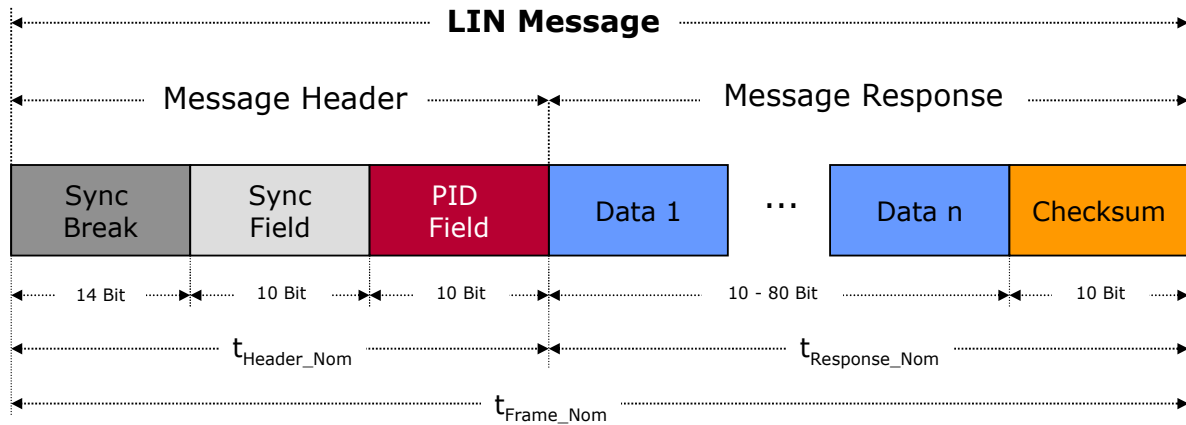 LIN Message
Message Header
Message Response
Sync
Break
Sync
Field
PID
Field
Data 1
...
Data n
Checksum
14 Bit
10 Bit
10 Bit
10 - 80 Bit
10 Bit
tHeader_Nom
tResponse_Nom
tFrame_Nom